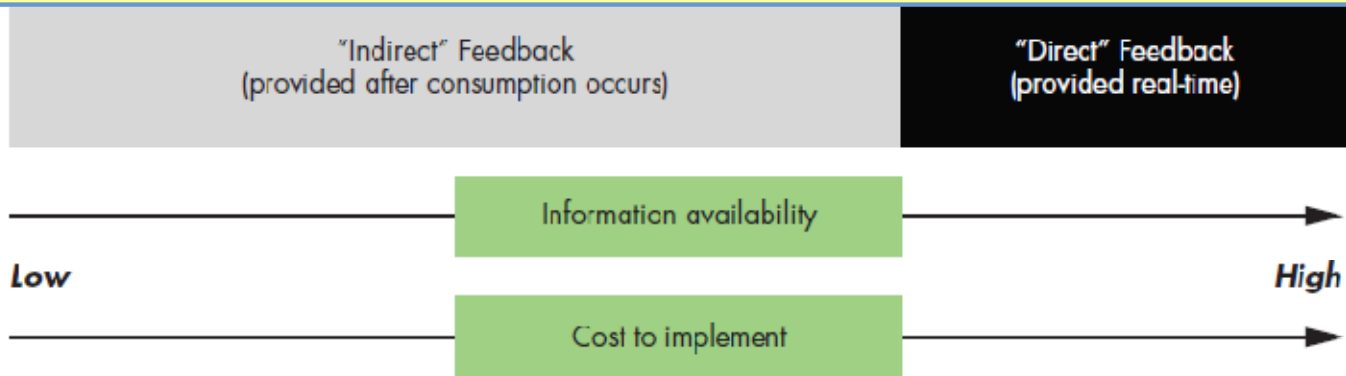 "Indirect" Feedback
(provided after consumption occurs)
"Direct" Feedback
(provided real-time)
Information availability
Low
High
Cost to implement